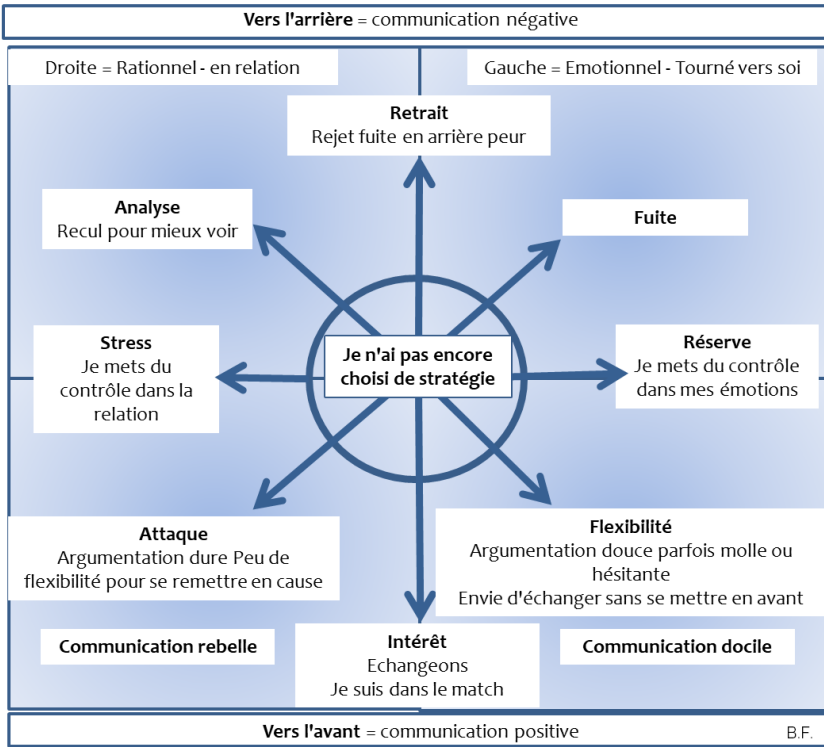 Vers l'arrière = communication négative
Droite = Rationnel - en relation
Gauche = Emotionnel - Tourné vers soi
Retrait
Rejet fuite en arrière peur
Analyse
Recul pour mieux voir
Fuite
Stress
Je mets du
contrôle dans la
relation
Je n'ai pas encore
choisi de stratégie
Réserve
Je mets du contrôle
dans mes émotions
Attaque
Argumentation dure Peu de
flexibilité pour se remettre en cause
Flexibilité
Argumentation douce parfois molle ou
hésitante
Envie d'échanger sans se mettre en avant
Communication rebelle
Intérêt
Echangeons
Je suis dans le match
Communication docile
Vers l'avant = communication positive
B.F.